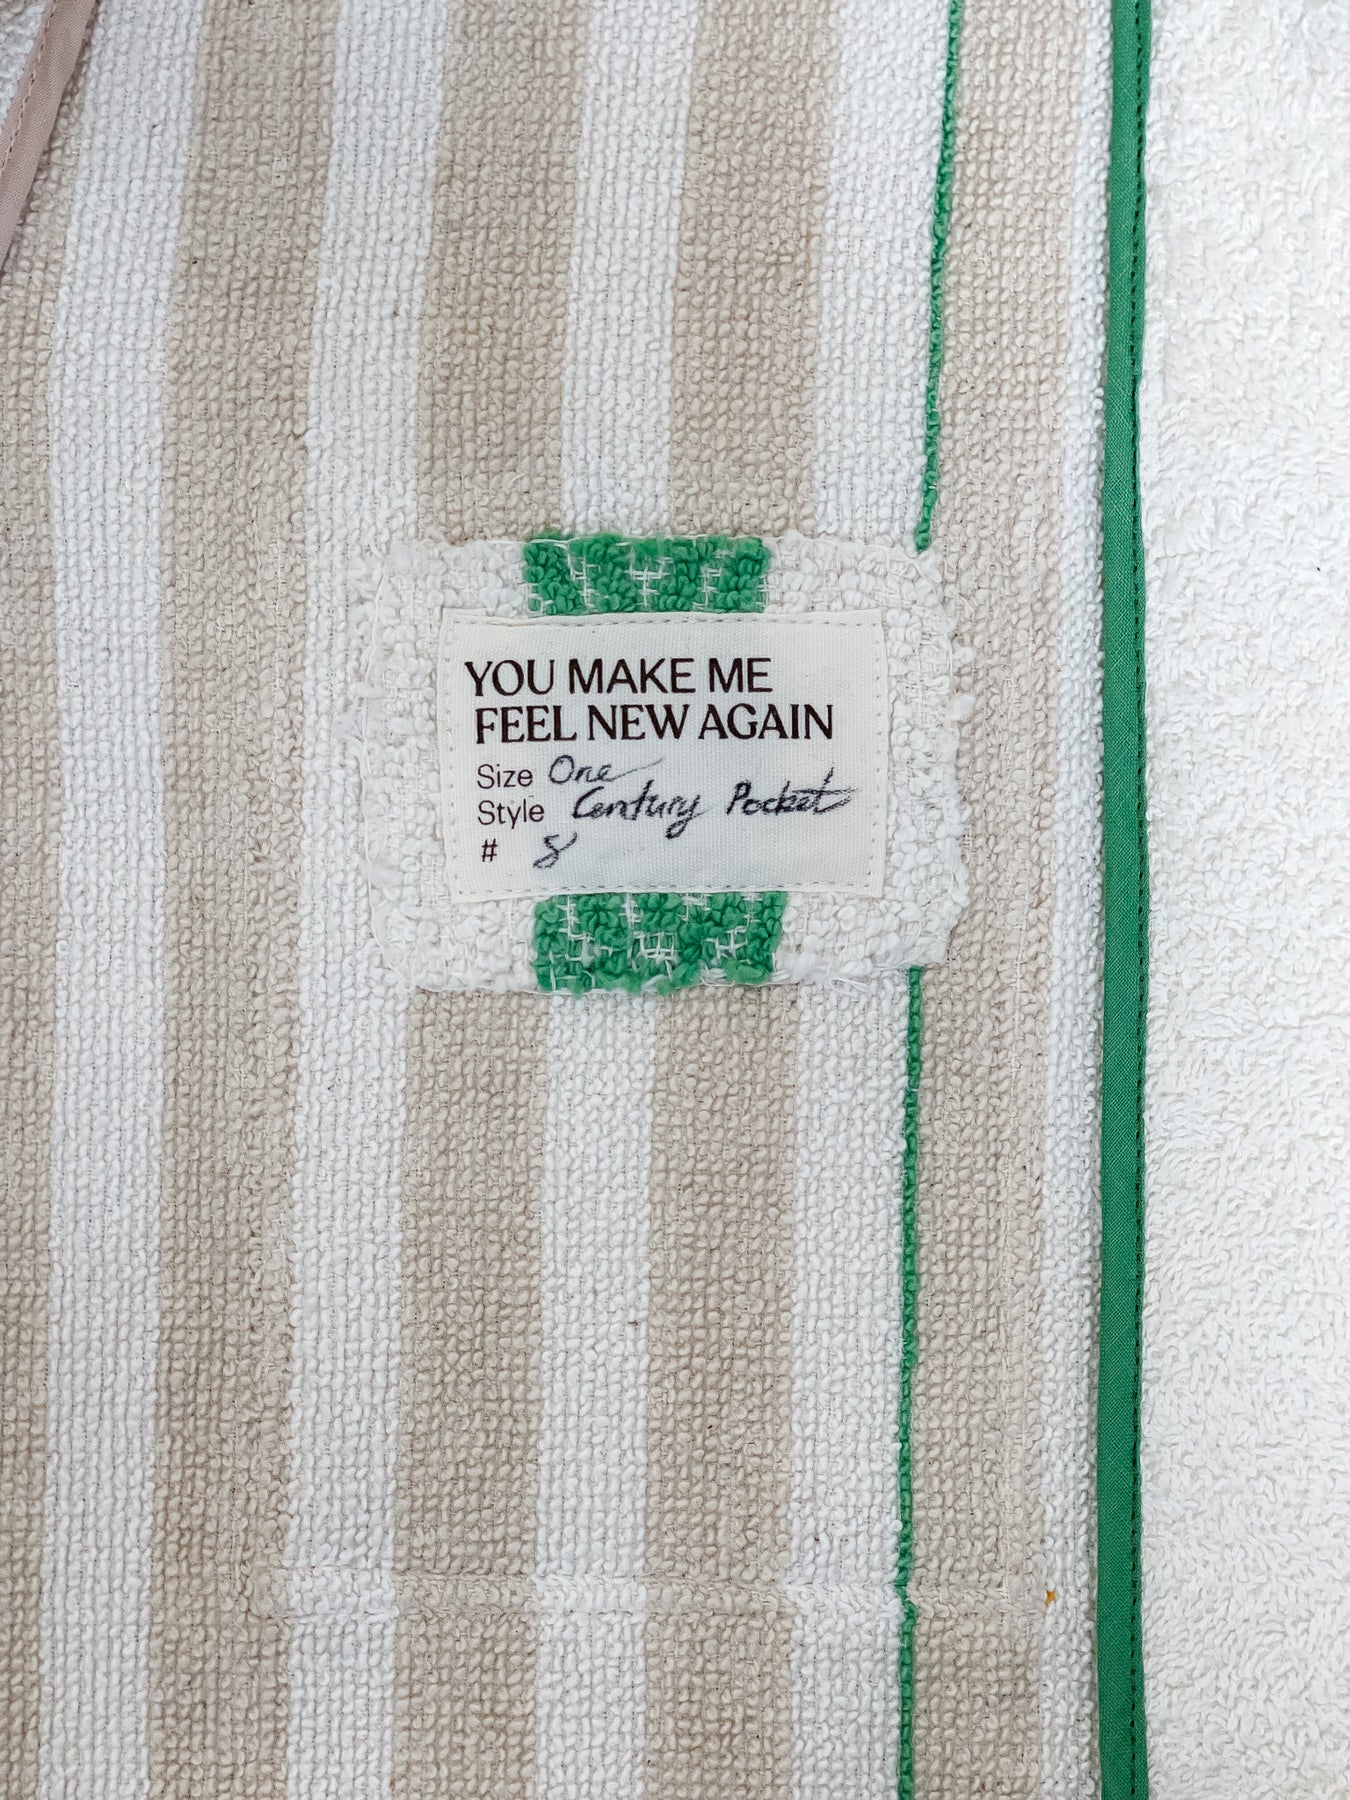 YOU MAKE ME
FEEL NEW AGAIN
Size One
Style Century Pocket
# 8